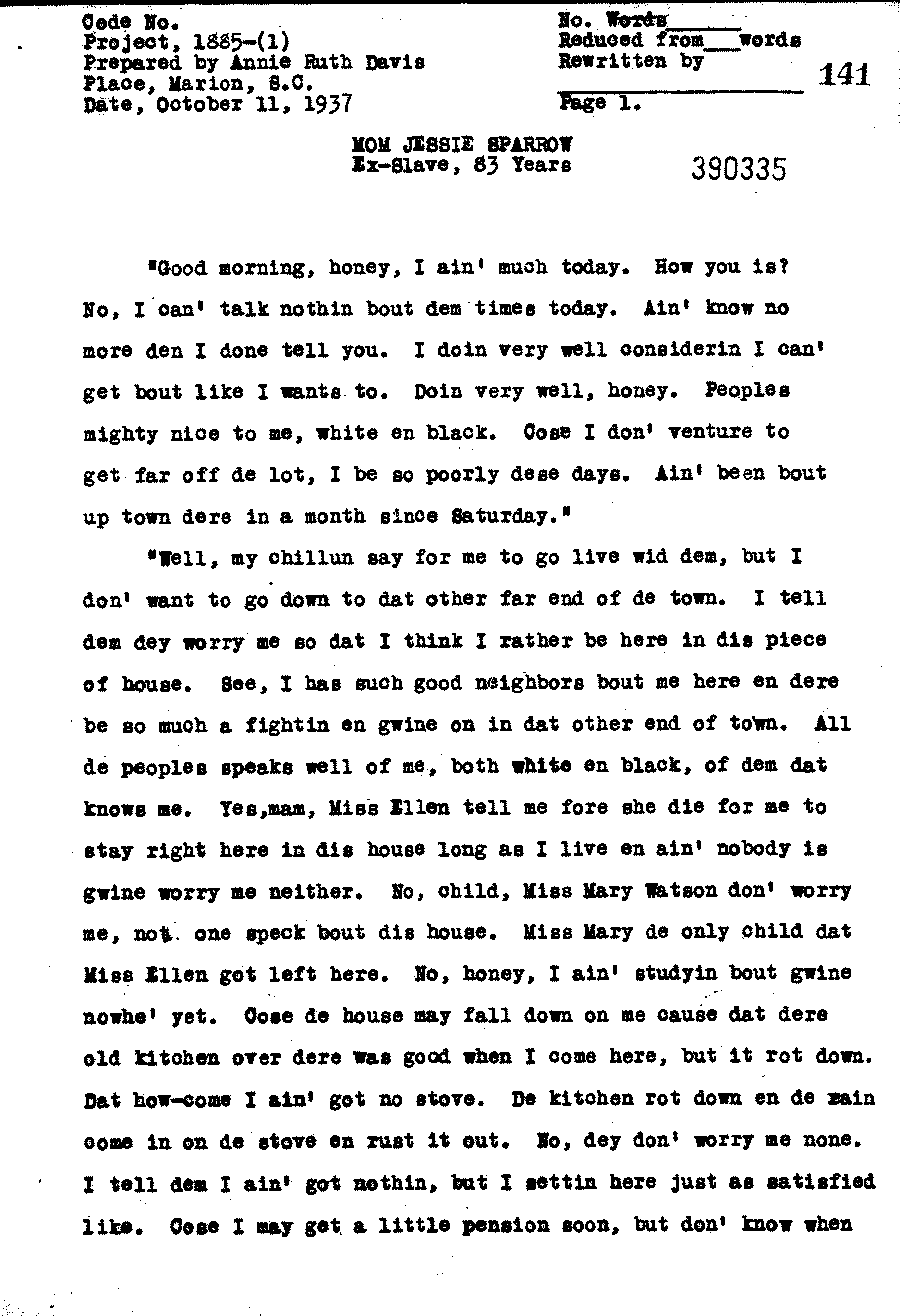 Code No.
Project, 1885-(1)
Prepared by Annie Ruth Davis
Place, Marion, S.C.
Date, October 11, 1937
No. Words
Reduced from words
Rewritten by
141
Page 1.
MOM JESSIE SPARROW
Ex-Slave, 83 Years
390335
"Good morning, honey, I ain' much today. How you is?
No, I can' talk nothin bout dem times today. Ain' know no
more den I done tell you. I doin very well considerin I can'
get bout like I wants to. Doin very well, honey. Peoples
mighty nice to me, white en black. Cose I don' venture to
get far off de lot, I be so poorly dese days. Ain' been bout
up town dere in a month since Saturday."
"Well, my chillun say for me to go live wid dem, but I
don' want to go down to dat other far end of de town. I tell
dem dey worry me so dat I think I rather be here in dis piece
of house. See, I has such good neighbors bout me here en dere
be so much a fightin en gwine on in dat other end of town. All
de peoples speaks well of me, both white en black, of dem dat
knows me. Yes,mam, Miss Ellen tell me fore she die for me to
stay right here in dis house long as I live en ain' nobody is
gwine worry me neither. No, child, Miss Mary Watson don' worry
me, not one speck bout dis house. Miss Mary de only child dat
Miss Ellen got left here. No, honey, I ain' studyin bout gwine
nowhe' yet. Cose de house may fall down on me cause dat dere
old kitchen over dere was good when I come here, but it rot down.
Dat how-come I ain' got no stove. De kitchen rot down en de rain
come in on de stove en rust it out. No, dey don' worry me none.
I tell dem I ain' got nothin, but I settin here just as satisfied
like. Cose I may get a little pension soon, but don' know when